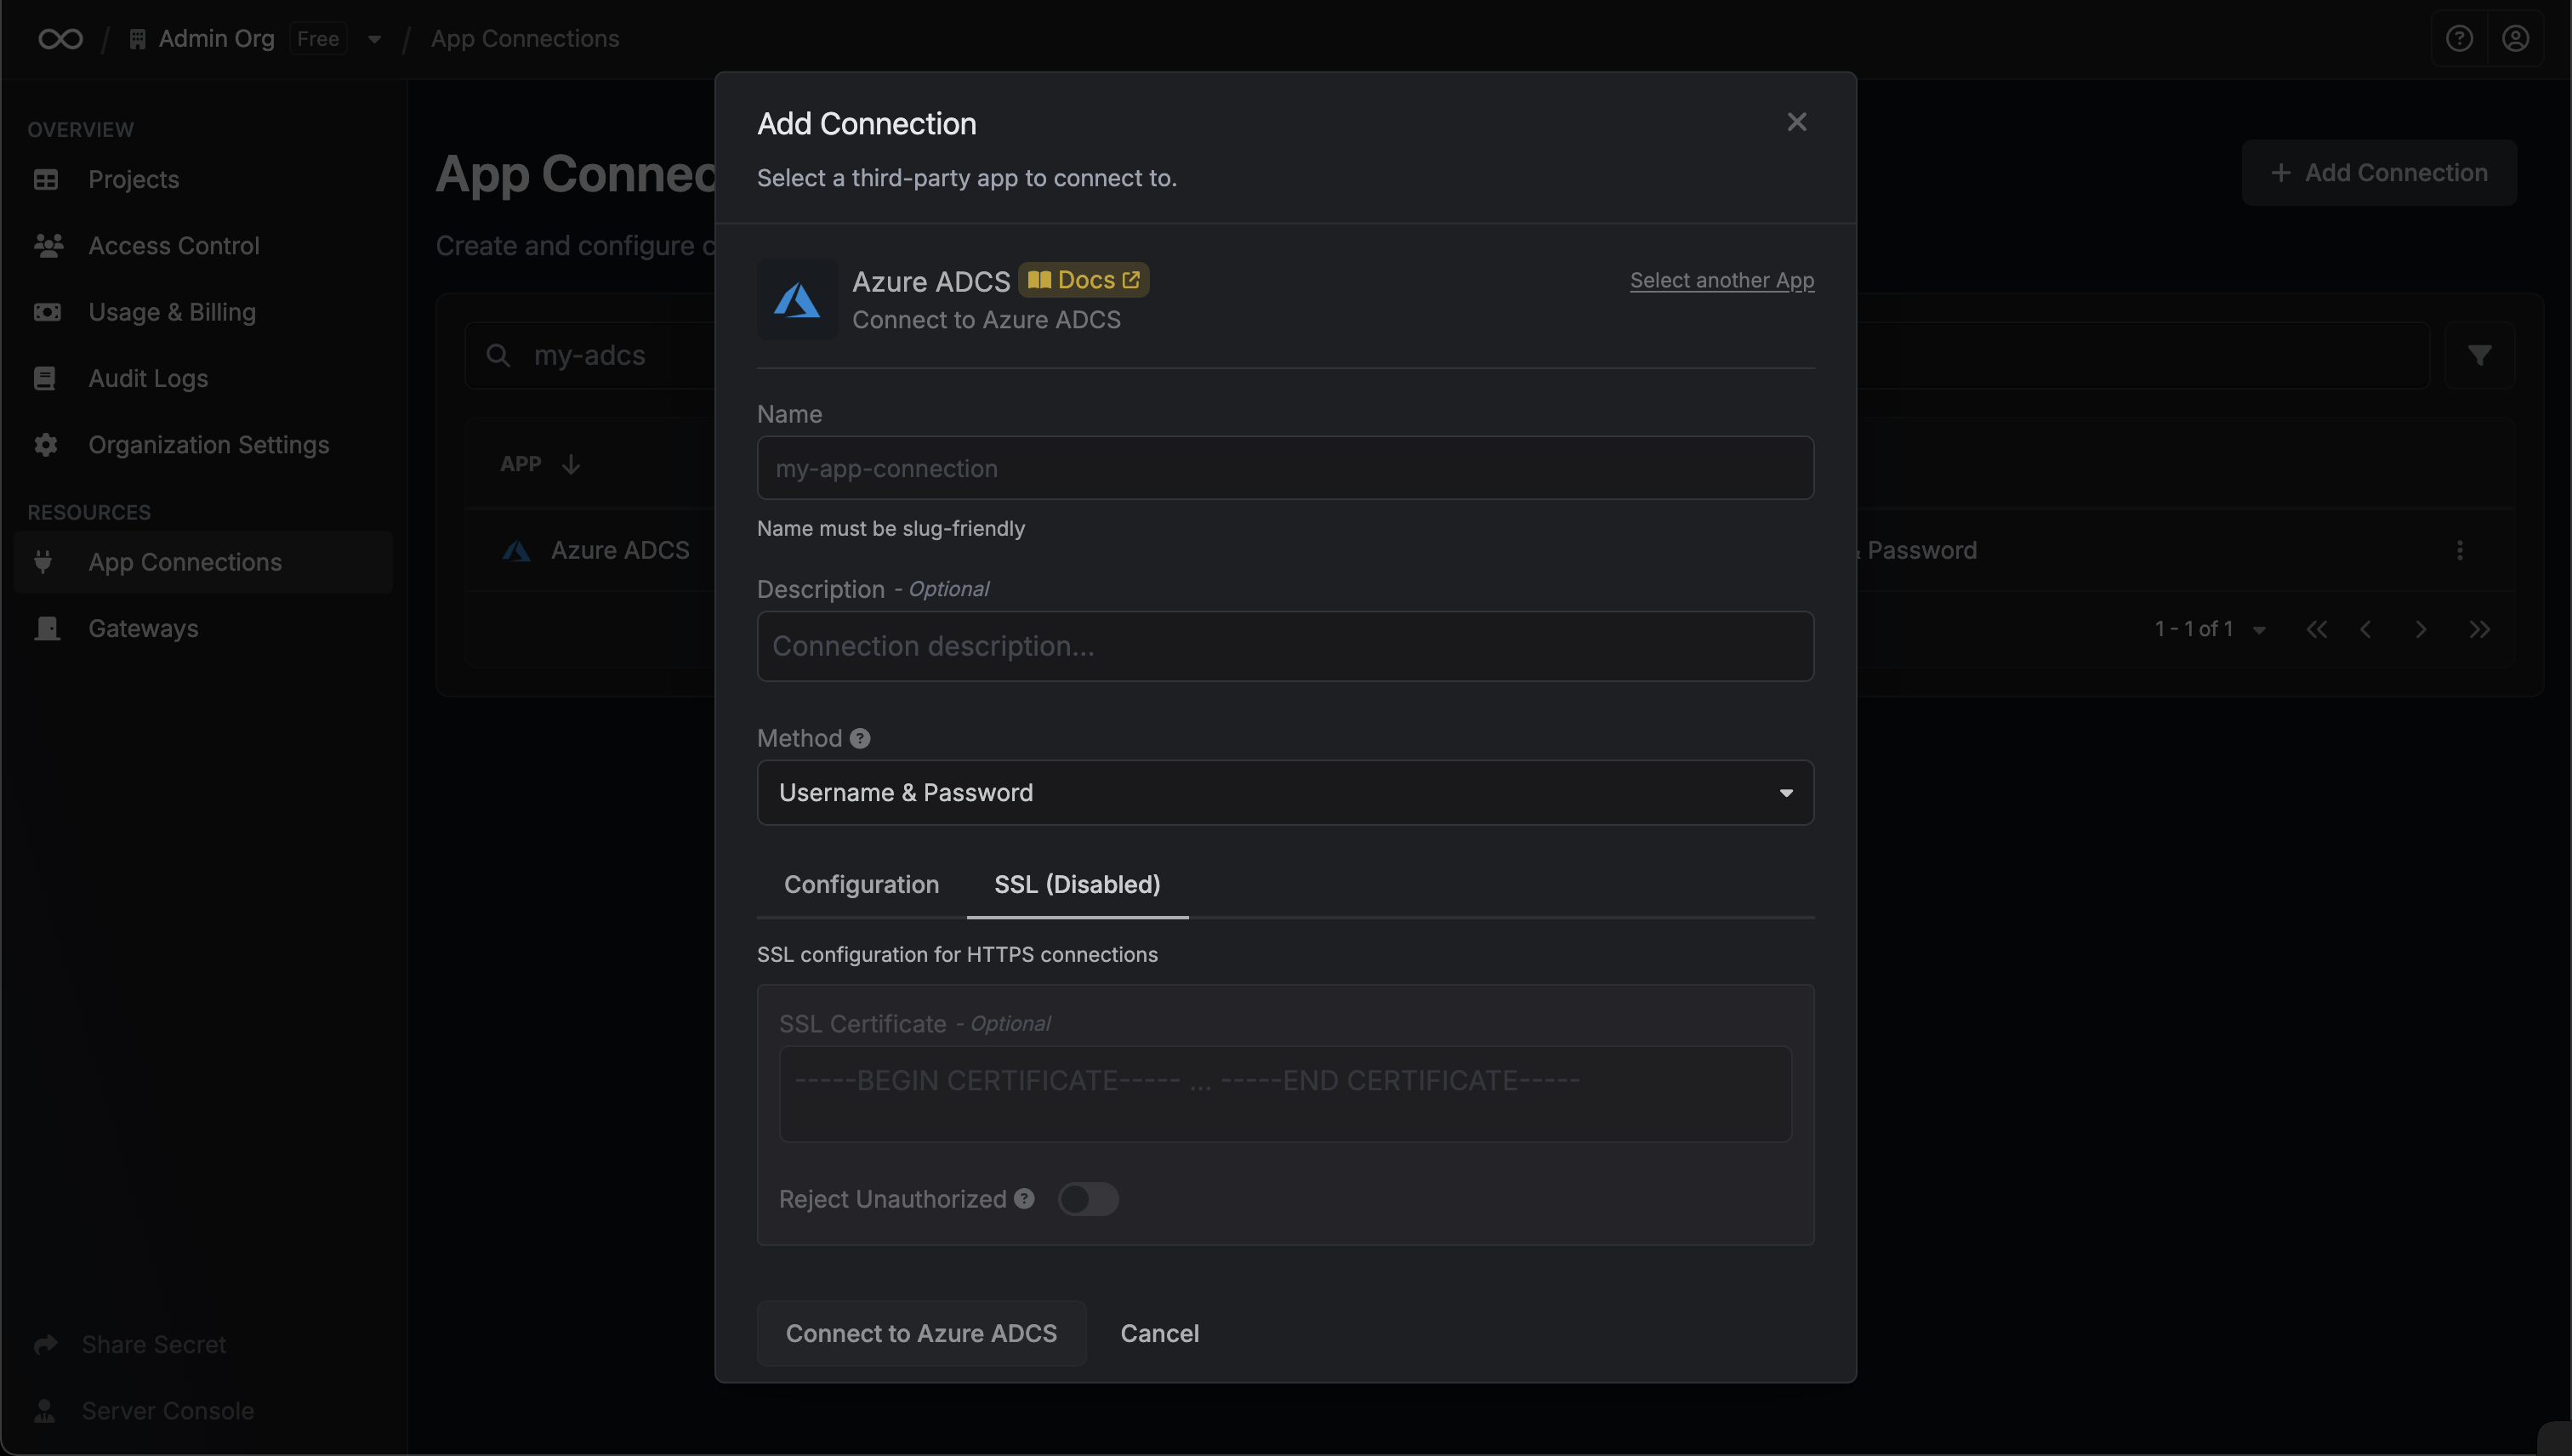 / Admin Org Free / App Connections
OVERVIEW
Projects
Access Control
Usage & Billing
Audit Logs
Organization Settings
RESOURCES
App Connections
Gateways
Share Secret
Server Console
App Connec
Create and configure c
+ Add Connection
my-adcs
APP
Azure ADCS
& Password
1 - 1 of 1
Add Connection
Select a third-party app to connect to.
Azure ADCS Docs
Select another App
Connect to Azure ADCS
Name
my-app-connection
Name must be slug-friendly
Description - Optional
Connection description...
Method
Username & Password
Configuration SSL (Disabled)
SSL configuration for HTTPS connections
SSL Certificate - Optional
-----BEGIN CERTIFICATE----- ... -----END CERTIFICATE-----
Reject Unauthorized
Connect to Azure ADCS Cancel